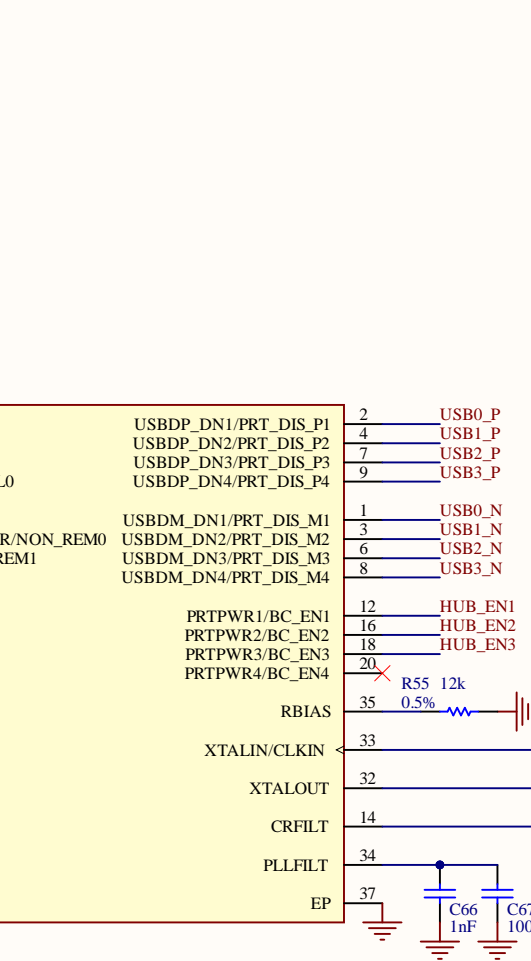 USBDP_DN1/PRT_DIS_P1 2 USB0_P
USBDP_DN2/PRT_DIS_P2 4 USB1_P
USBDP_DN3/PRT_DIS_P3 7 USB2_P
USBDP_DN4/PRT_DIS_P4 9 USB3_P
L0
USBDM_DN1/PRT_DIS_M1 1 USB0_N
R/NON_REM0 USBDM_DN2/PRT_DIS_M2 3 USB1_N
REM1 USBDM_DN3/PRT_DIS_M3 6 USB2_N
USBDM_DN4/PRT_DIS_M4 8 USB3_N
PRTPWR1/BC_EN1 12 HUB_EN1
PRTPWR2/BC_EN2 16 HUB_EN2
PRTPWR3/BC_EN3 18 HUB_EN3
PRTPWR4/BC_EN4 20
R55 12k
RBIAS 35 0.5%
XTALIN/CLKIN 33
XTALOUT 32
CRFILT 14
PLLFILT 34
EP 37
C66 C67
1nF 100